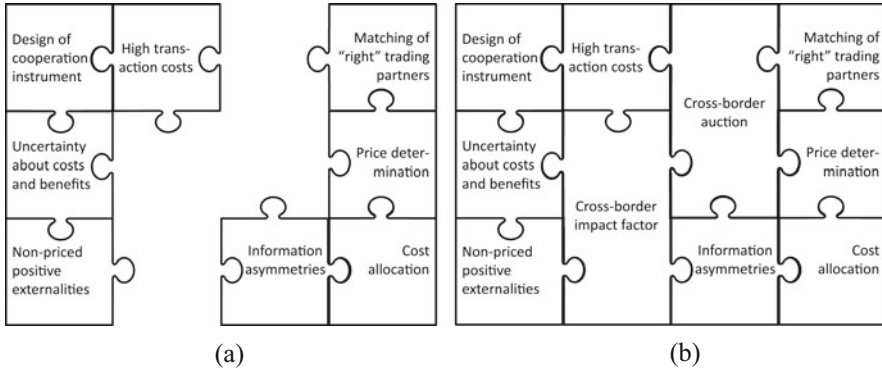 Design of
cooperation
instrument
High trans-
action costs
Matching of
“right” trading
partners
Uncertainty
about costs
and benefits
Price deter-
mination
Non-priced
positive
externalities
Information
asymmetries
Cost
allocation
(a)
Design of
cooperation
instrument
High trans-
action costs
Matching of
“right” trading
partners
Cross-border
auction
Uncertainty
about costs
and benefits
Price deter-
mination
Cross-border
impact factor
Non-priced
positive
externalities
Information
asymmetries
Cost
allocation
(b)